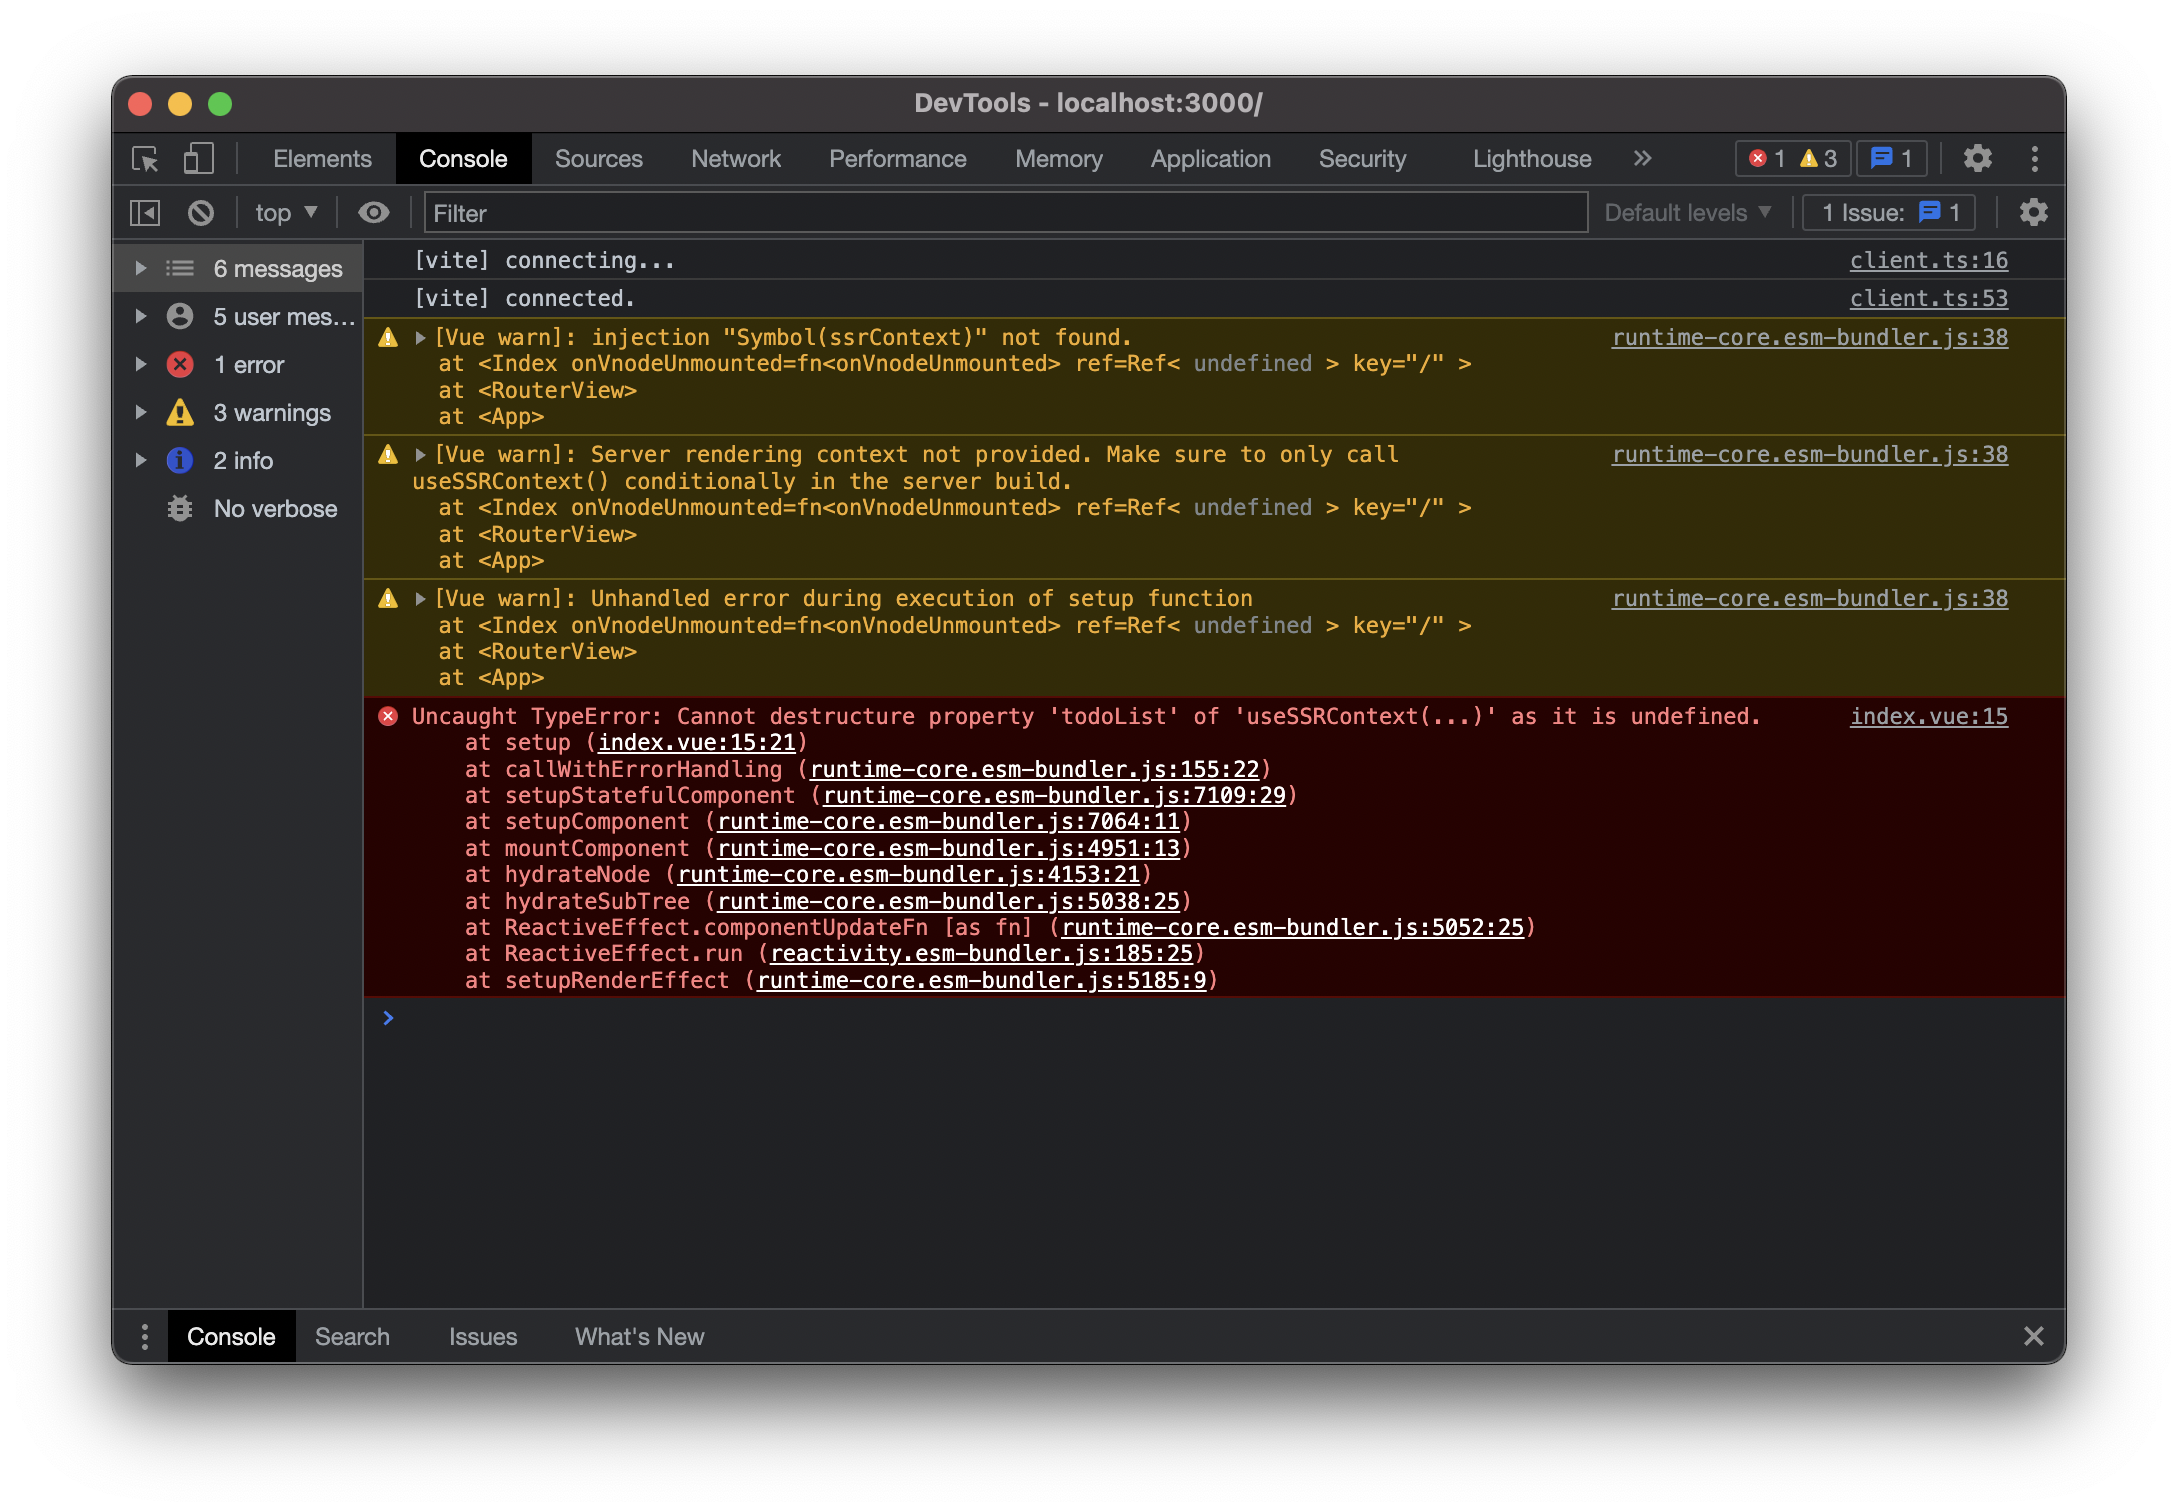 DevTools - localhost:3000/
Elements Console Sources Network Performance Memory Application Security Lighthouse 1 3 1
top Filter Default levels 1 Issue: 1
6 messages
5 user mes...
1 error
3 warnings
2 info
No verbose
[vite] connecting... client.ts:16
[vite] connected. client.ts:53
[Vue warn]: injection "Symbol(ssrContext)" not found. runtime-core.esm-bundler.js:38
at <Index onVnodeUnmounted=fn<onVnodeUnmounted> ref=Ref< undefined > key="/" >
at <RouterView>
at <App>
[Vue warn]: Server rendering context not provided. Make sure to only call runtime-core.esm-bundler.js:38
useSSRContext() conditionally in the server build.
at <Index onVnodeUnmounted=fn<onVnodeUnmounted> ref=Ref< undefined > key="/" >
at <RouterView>
at <App>
[Vue warn]: Unhandled error during execution of setup function runtime-core.esm-bundler.js:38
at <Index onVnodeUnmounted=fn<onVnodeUnmounted> ref=Ref< undefined > key="/" >
at <RouterView>
at <App>
Uncaught TypeError: Cannot destructure property 'todoList' of 'useSSRContext(...)' as it is undefined. index.vue:15
at setup (index.vue:15:21)
at callWithErrorHandling (runtime-core.esm-bundler.js:155:22)
at setupStatefulComponent (runtime-core.esm-bundler.js:7109:29)
at setupComponent (runtime-core.esm-bundler.js:7064:11)
at mountComponent (runtime-core.esm-bundler.js:4951:13)
at hydrateNode (runtime-core.esm-bundler.js:4153:21)
at hydrateSubTree (runtime-core.esm-bundler.js:5038:25)
at ReactiveEffect.componentUpdateFn [as fn] (runtime-core.esm-bundler.js:5052:25)
at ReactiveEffect.run (reactivity.esm-bundler.js:185:25)
at setupRenderEffect (runtime-core.esm-bundler.js:5185:9)
Console Search Issues What's New